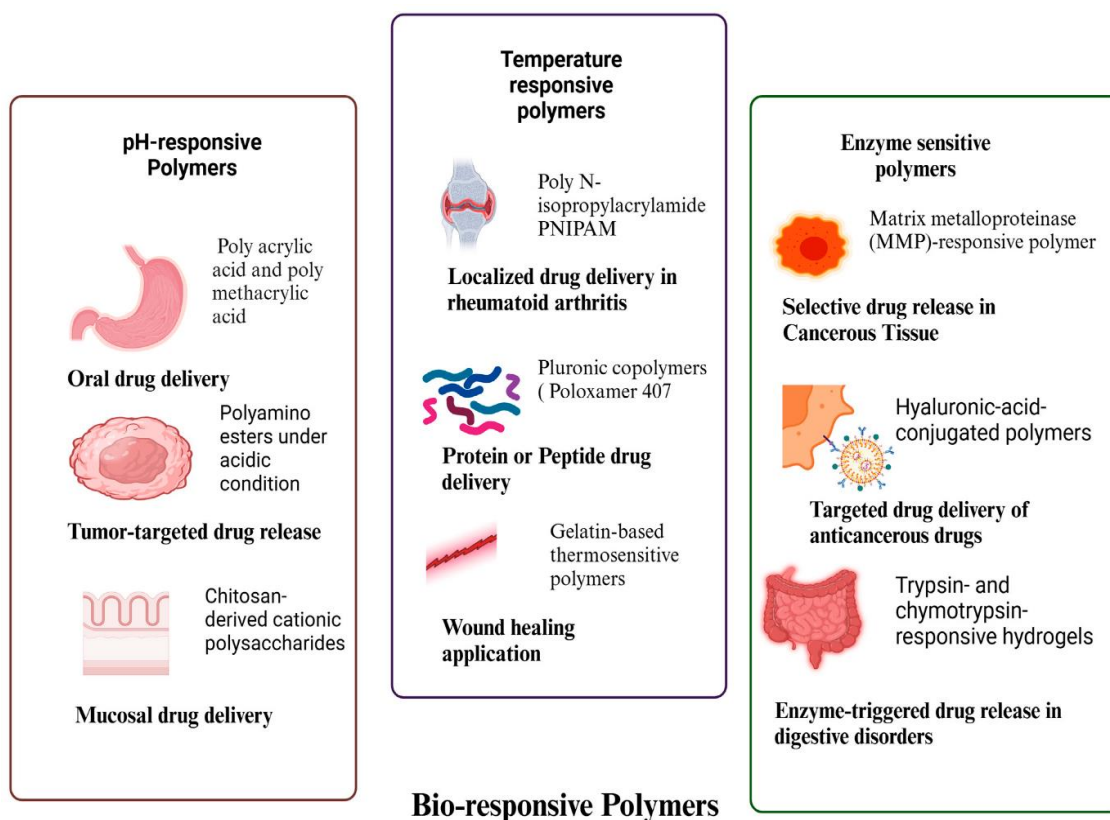 pH-responsive
Polymers
Poly acrylic
acid and poly
methacrylic
acid
Oral drug delivery
Polyamino
esters under
acidic
condition
Tumor-targeted drug release
Chitosan-
derived cationic
polysaccharides
Mucosal drug delivery
Temperature
responsive
polymers
Poly N-
isopropylacrylamide
PNIPAM
Localized drug delivery in
rheumatoid arthritis
Pluronic copolymers
( Poloxamer 407
Protein or Peptide drug
delivery
Gelatin-based
thermosensitive
polymers
Wound healing
application
Enzyme sensitive
polymers
Matrix metalloproteinase
(MMP)-responsive polymer
Selective drug release in
Cancerous Tissue
Hyaluronic-acid-
conjugated polymers
Targeted drug delivery of
anticancerous drugs
Trypsin- and
chymotrypsin-
responsive hydrogels
Enzyme-triggered drug release in
digestive disorders
Bio-responsive Polymers